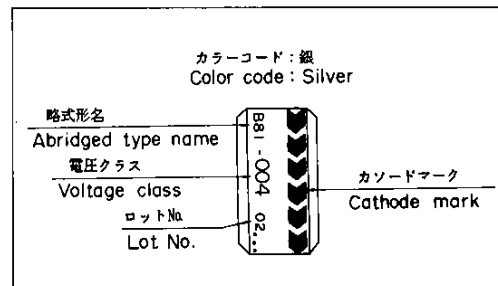 カラーコード：銀
Color code : Silver
略式形名
Abridged type name
電圧クラス
Voltage class
ロットNo.
Lot No.
B81 -004 02...
カソードマーク
Cathode mark